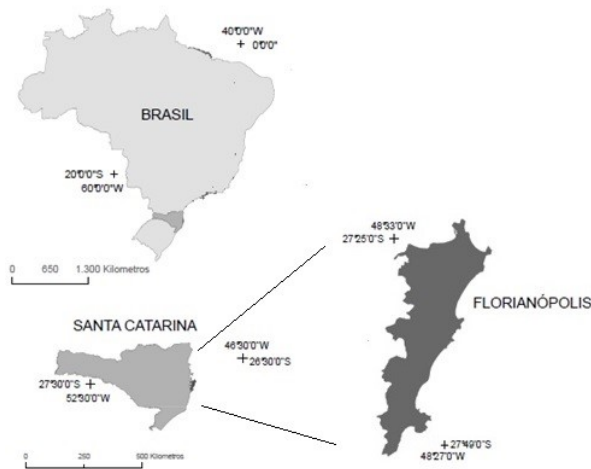 40°0'0"W
0°0'0"
BRASIL
20°0'0"S
60°0'0"W
0 650 1.300 Kilometros
48°33'0"W
27°25'0"S
FLORIANÓPOLIS
SANTA CATARINA
46°30'0"W
26°30'0"S
27°30'0"S
52°30'0"W
27°49'0"S
48°27'0"W
0 250 500 Kilometros